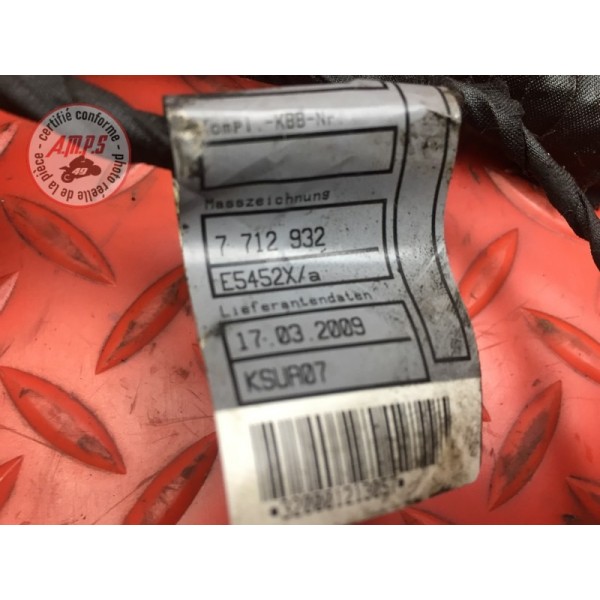 certifié conforme
A.M.P.S
49
photo réelle de la pièce
Kompl.-KBB-Nr.
Masszeichnung
7 712 932
E5452X/a
Lieferantendaten
17.03.2009
KSUA07